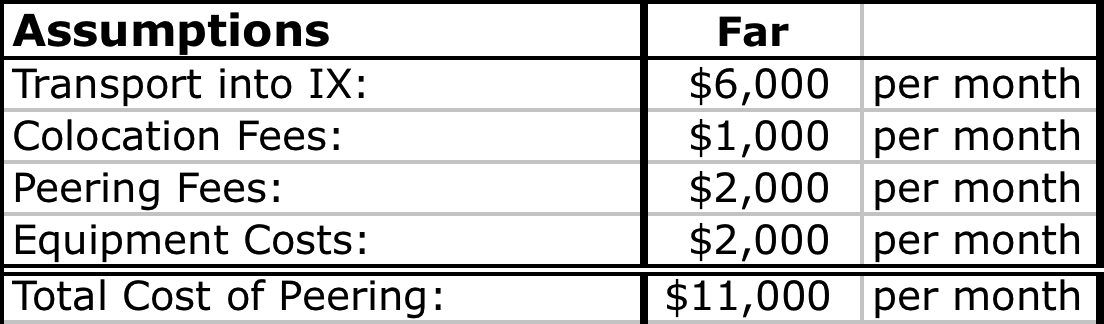 Assumptions Far
Transport into IX: $6,000 per month
Colocation Fees: $1,000 per month
Peering Fees: $2,000 per month
Equipment Costs: $2,000 per month
Total Cost of Peering: $11,000 per month